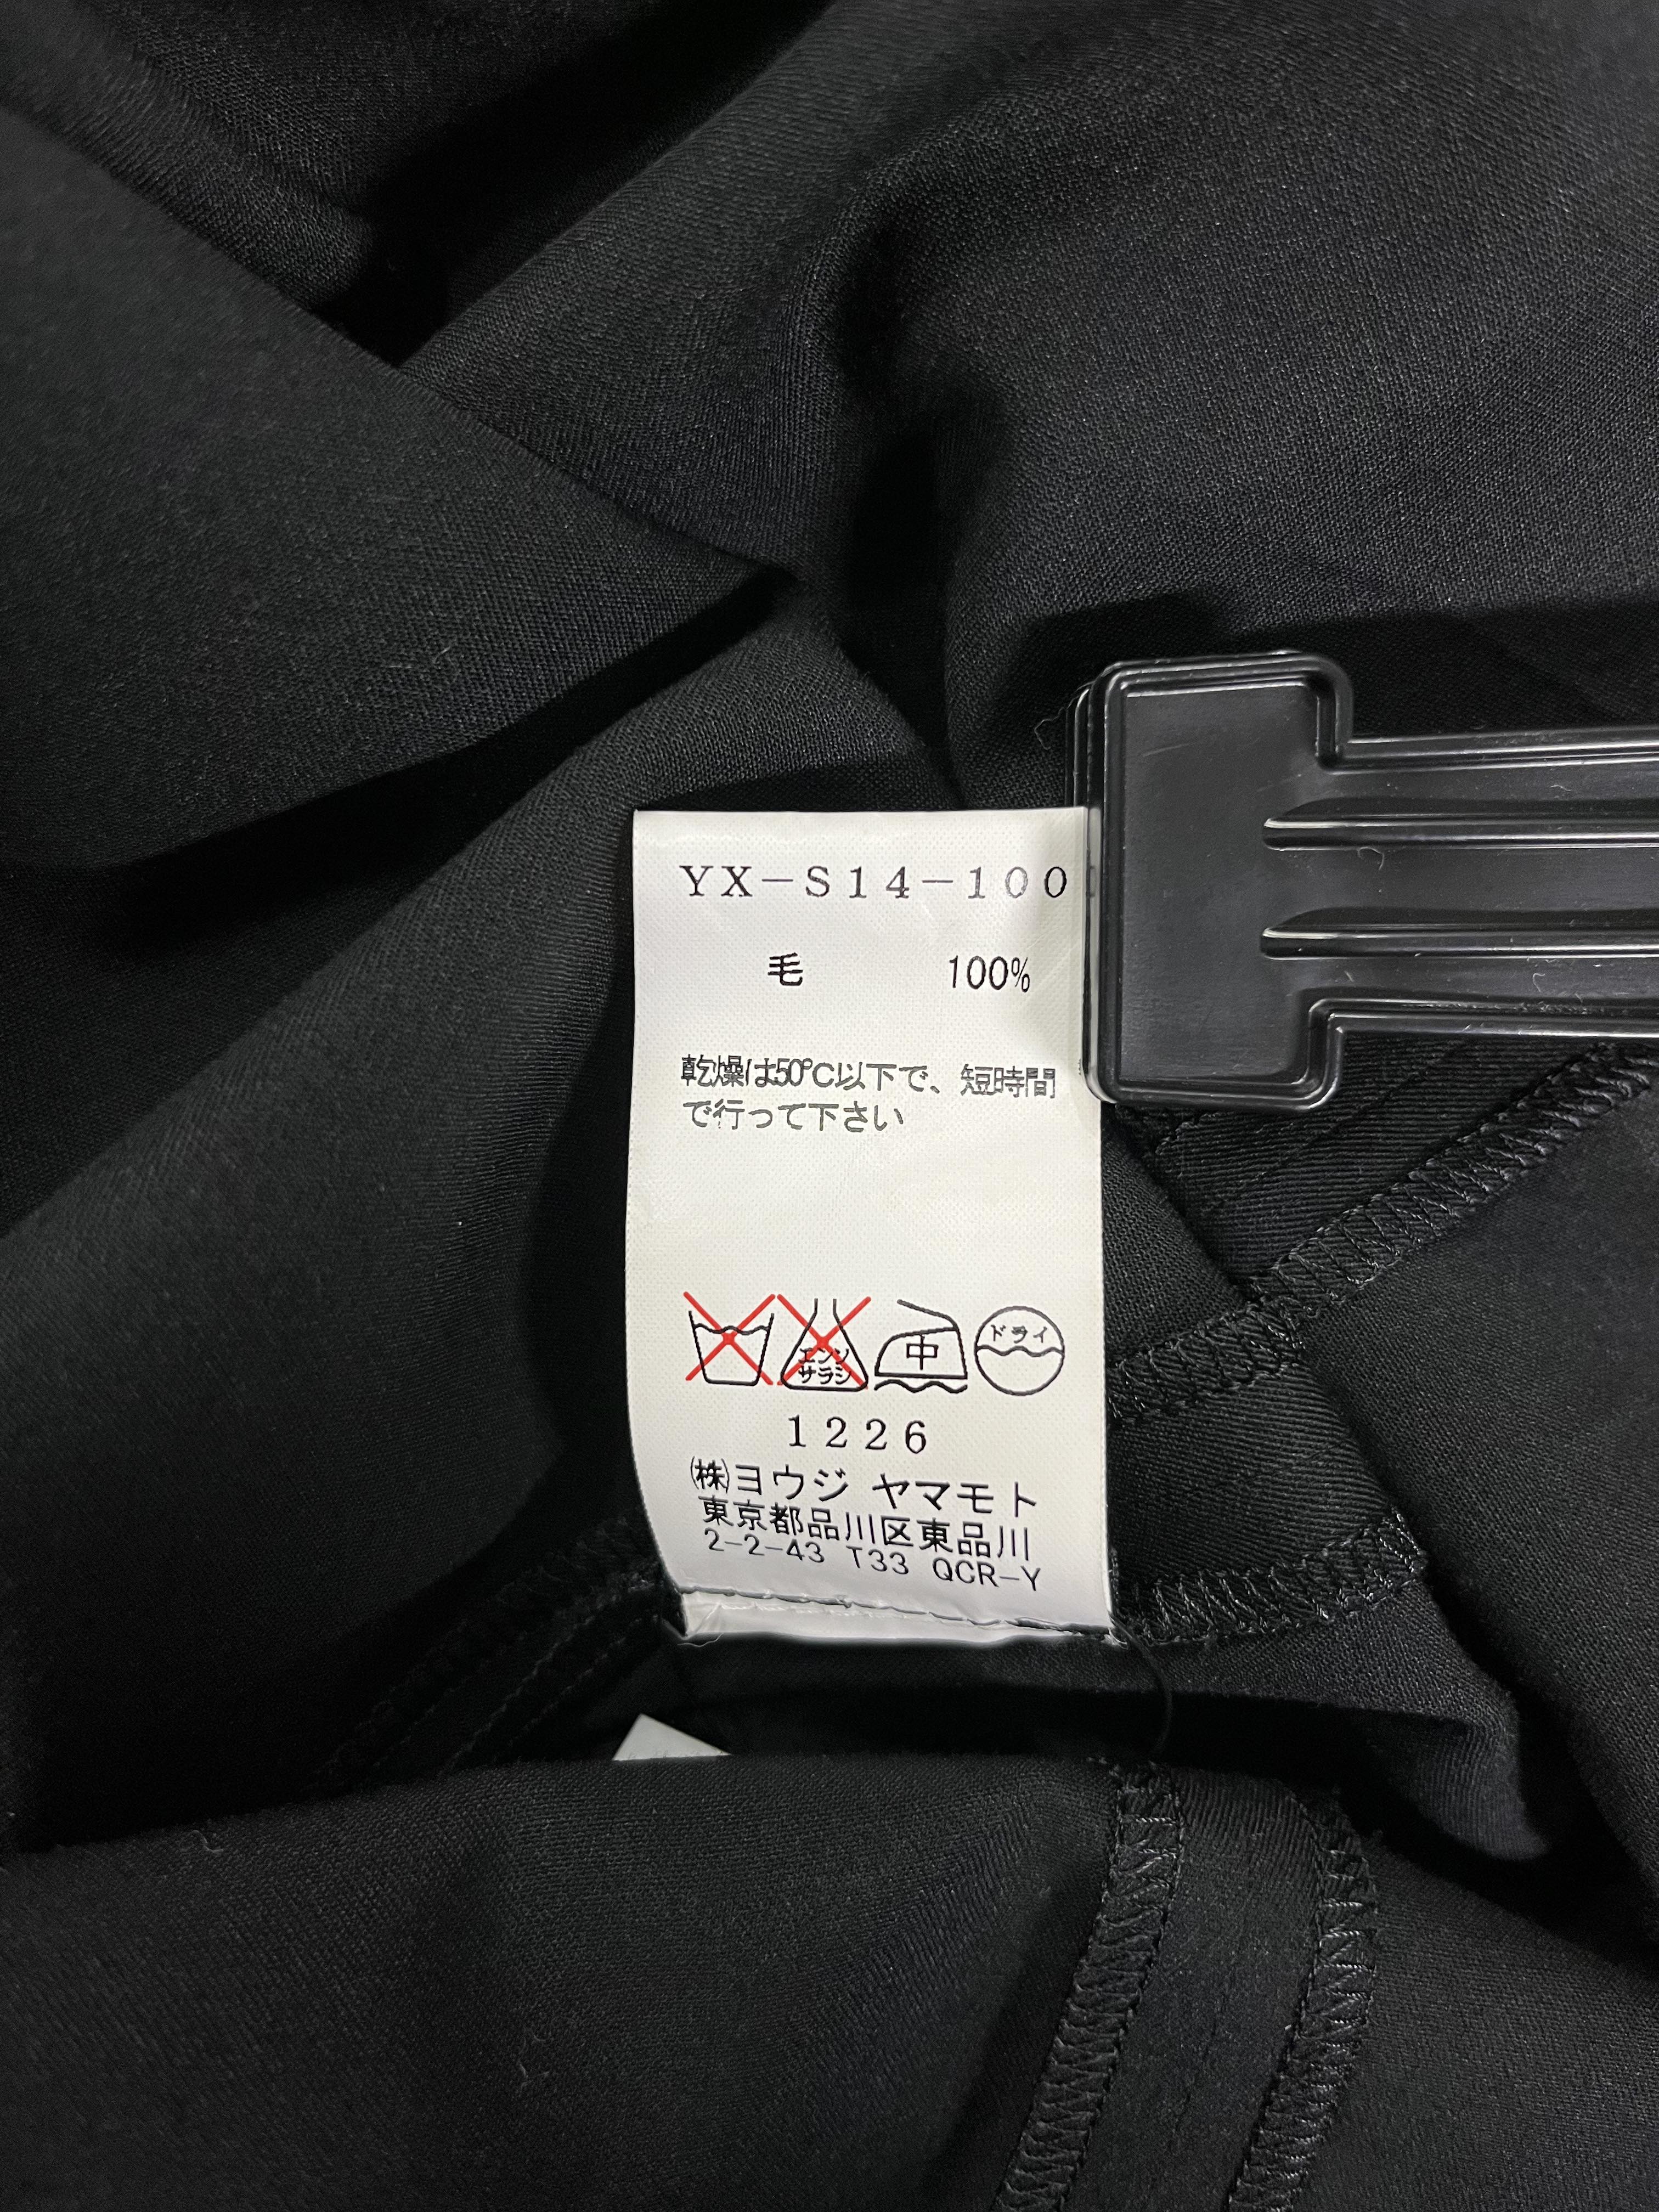 YX-S14-100
毛 100%
乾燥は50℃以下で、短時間
で行って下さい
エンソ
サラシ
中
ドライ
1226
㈱ヨウジ ヤマモト
東京都品川区東品川
2-2-43 T33 QCR-Y